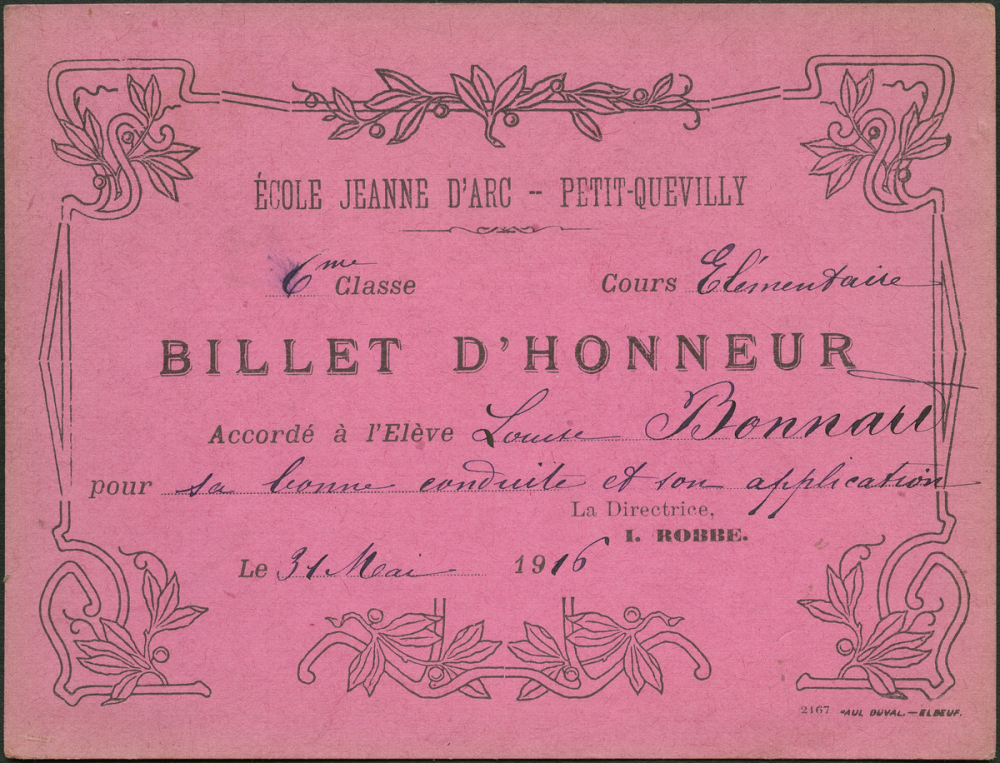 ÉCOLE JEANNE D'ARC – PETIT-QUEVILLY
6me Classe Cours Elémentaire
BILLET D'HONNEUR
Accordé à l'Elève Louise Bonnard
pour sa bonne conduite et son application
La Directrice,
I. ROBBE.
Le 31 Mai 1916
2167 PAUL DUVAL.—ELBEUF.